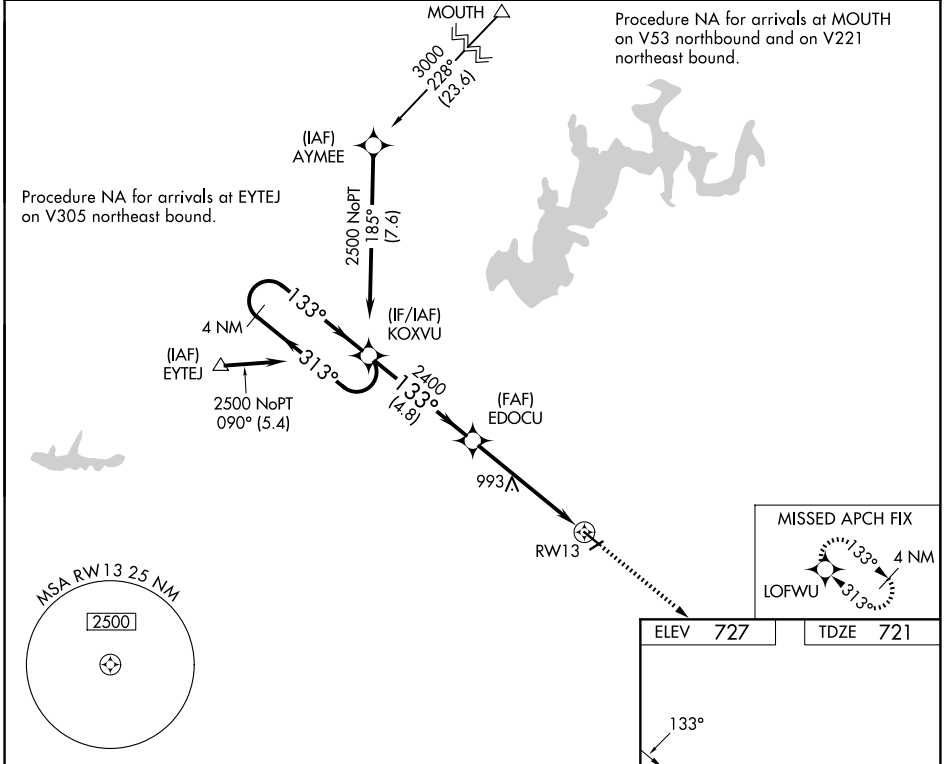 MOUTH
Procedure NA for arrivals at MOUTH
on V53 northbound and on V221
northeast bound.
3000
228°
(23.6)
(IAF)
AYMEE
Procedure NA for arrivals at EYTEJ
on V305 northeast bound.
2500 NoPT
185°
(7.6)
133°
4 NM
(IF/IAF)
KOXVU
313°
(IAF)
EYTEJ
2500 NoPT
090° (5.4)
2400
133°
(4.8)
(FAF)
EDOCU
993
RW13
MISSED APCH FIX
133°
4 NM
LOFWU
313°
MSA RW13 25 NM
2500
ELEV 727
TDZE 721
133°